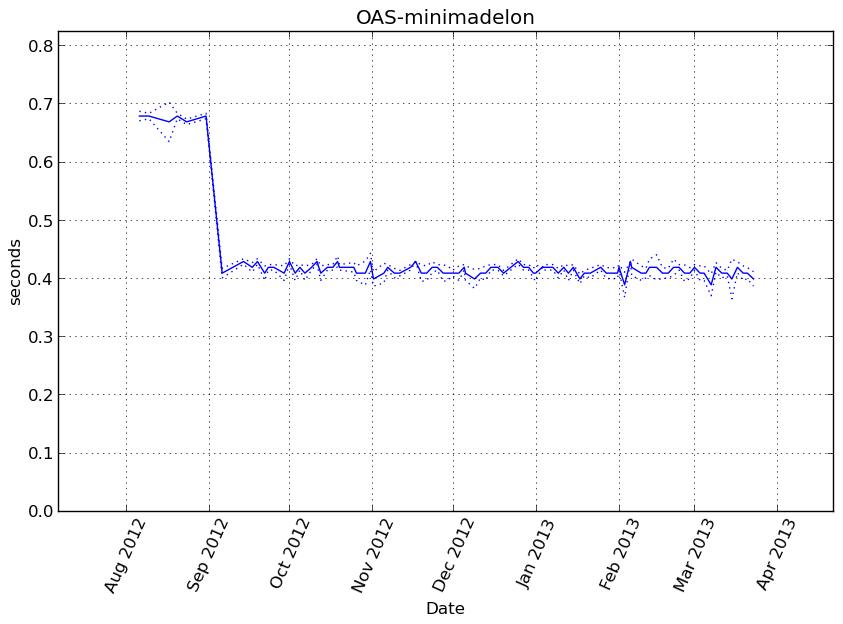 OAS-minimadelon
0.8
0.7
0.6
0.5
0.4
0.3
0.2
0.1
0.0
seconds
Aug 2012
Sep 2012
Oct 2012
Nov 2012
Dec 2012
Jan 2013
Feb 2013
Mar 2013
Apr 2013
Date